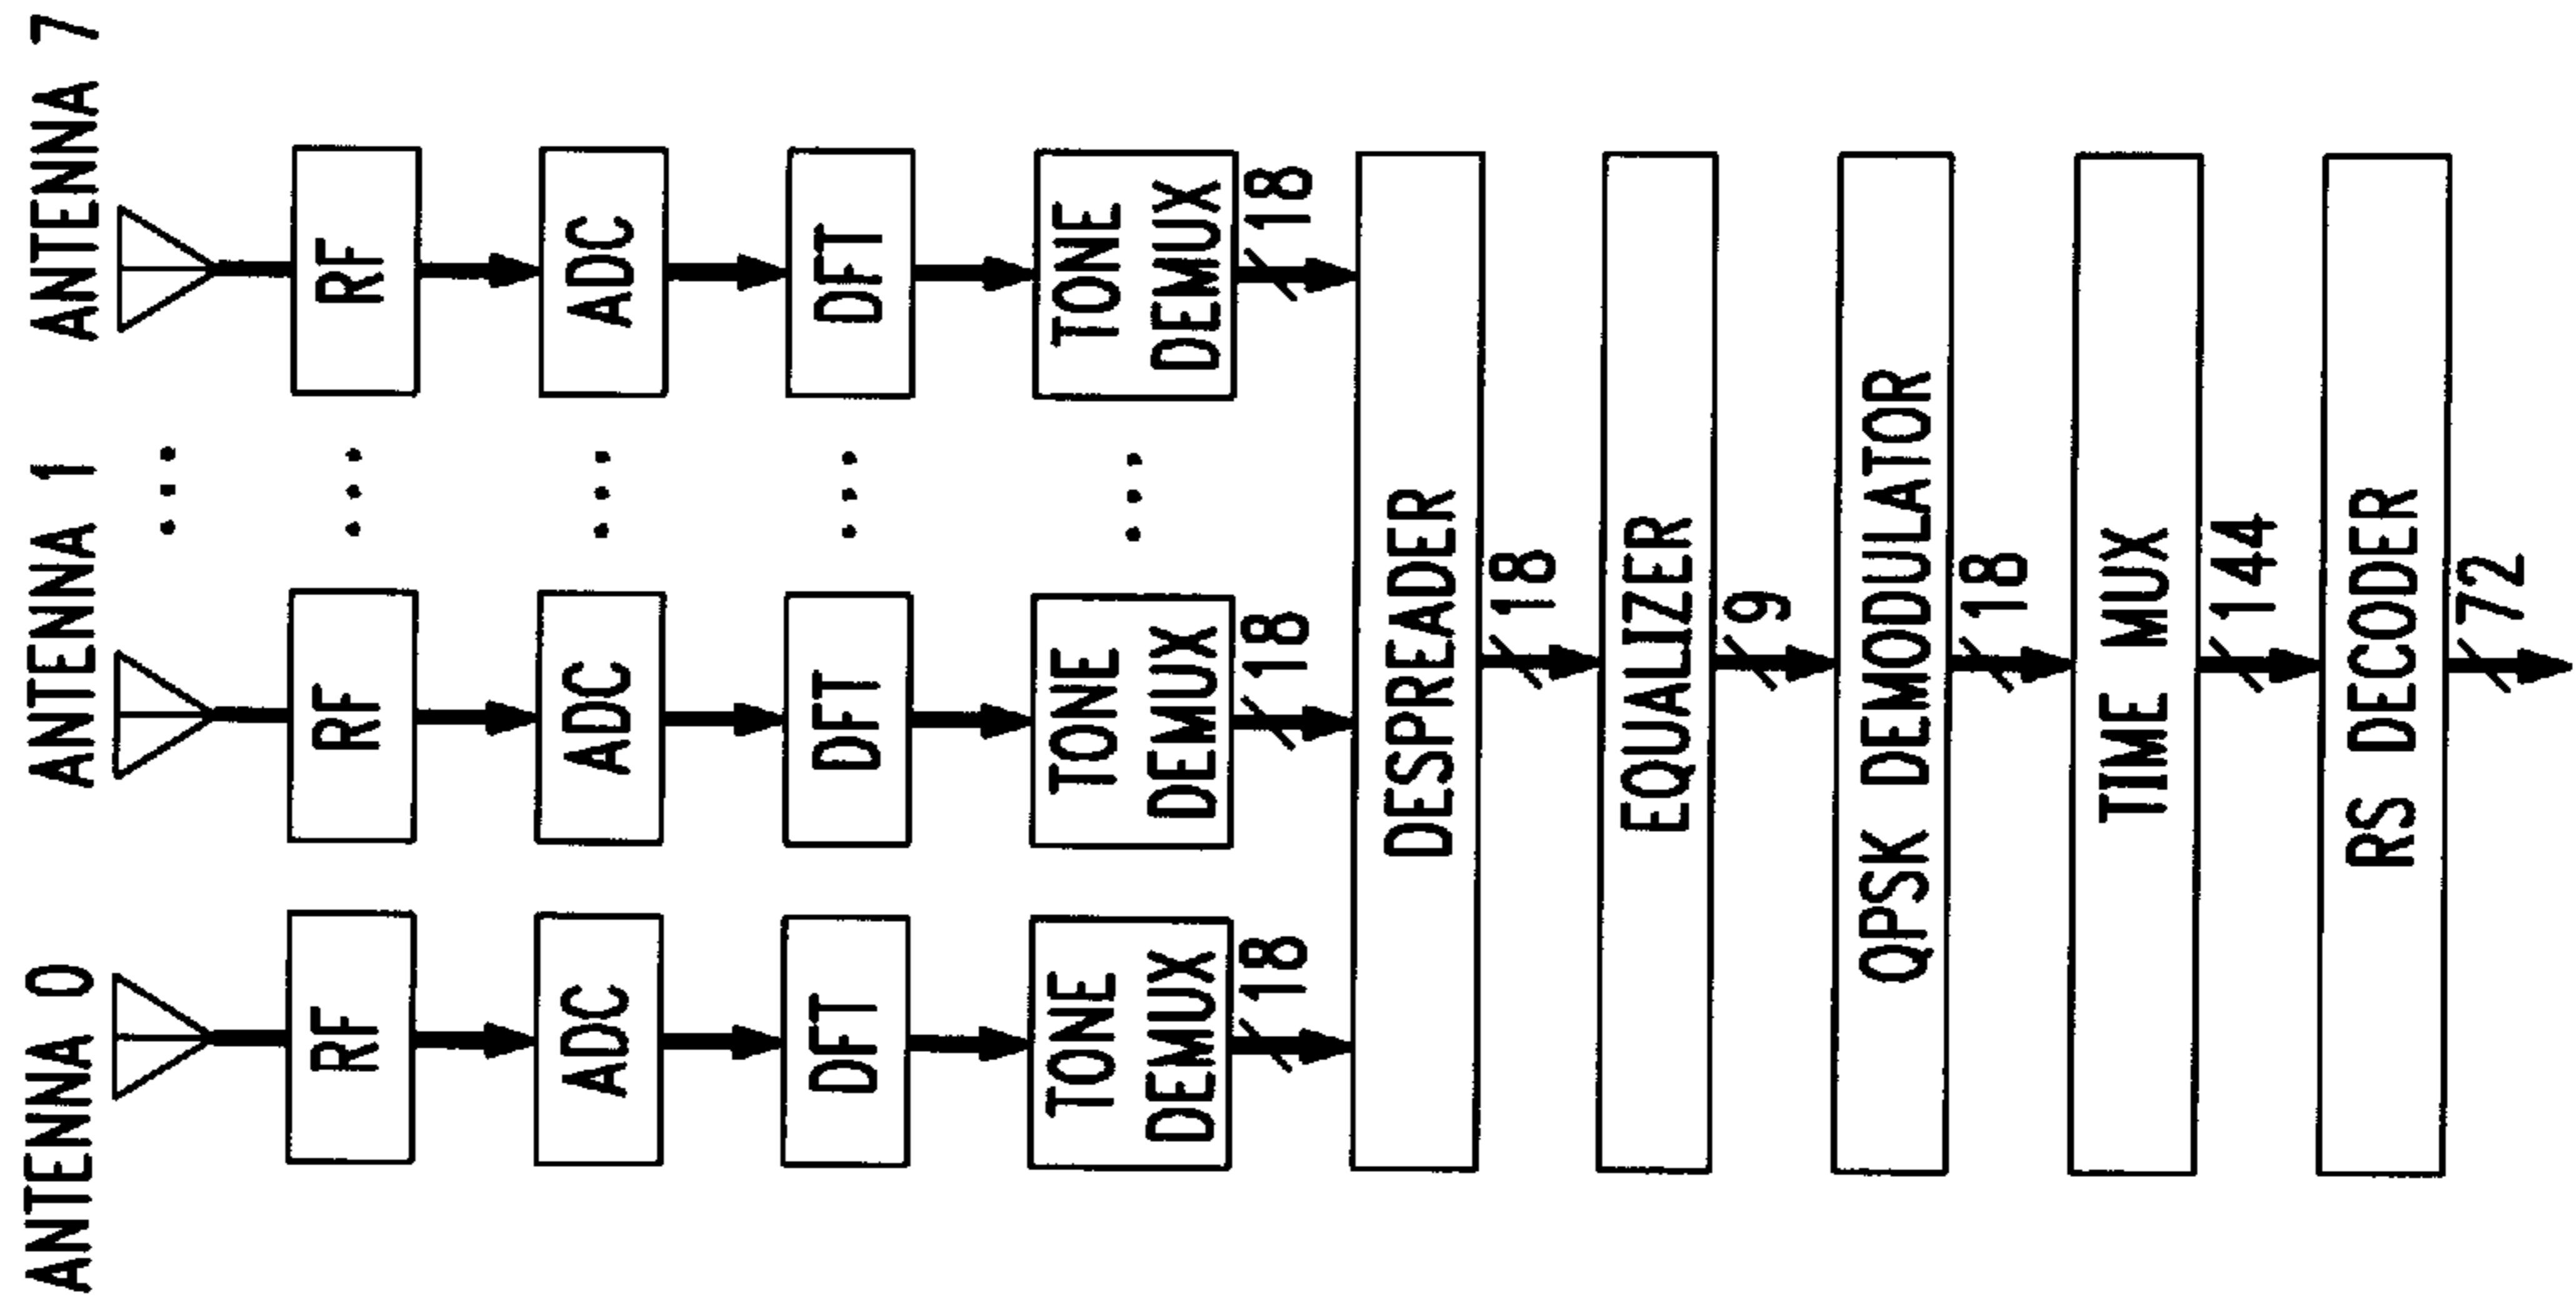 ANTENNA 0
ANTENNA 1
ANTENNA 7
RF
RF
RF
ADC
ADC
ADC
DFT
DFT
DFT
TONE
DEMUX
TONE
DEMUX
TONE
DEMUX
18
18
18
DESPREADER
18
EQUALIZER
9
QPSK DEMODULATOR
18
TIME MUX
144
RS DECODER
72